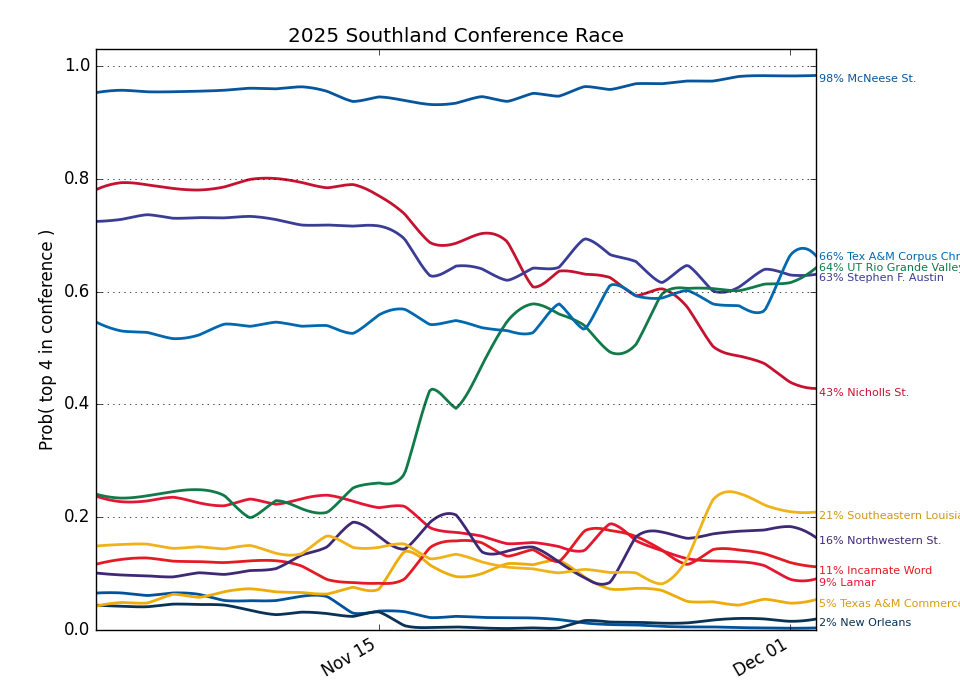 2025 Southland Conference Race
1.0
0.8
0.6
0.4
0.2
0.0
Prob( top 4 in conference )
Nov 15
Dec 01
98% McNeese St.
66% Tex A&M Corpus Chr
64% UT Rio Grande Valley
63% Stephen F. Austin
43% Nicholls St.
21% Southeastern Louisia
16% Northwestern St.
11% Incarnate Word
9% Lamar
5% Texas A&M Commerce
2% New Orleans